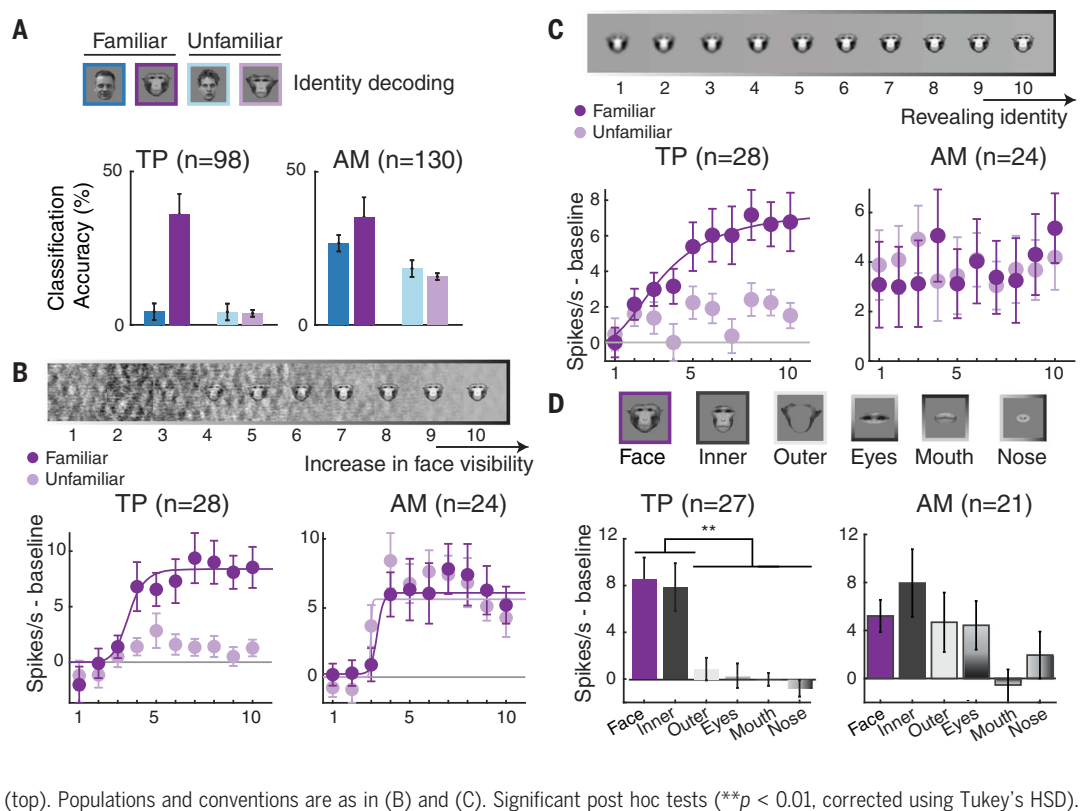 A
Familiar Unfamiliar
Identity decoding
TP (n=98)
AM (n=130)
Classification
Accuracy (%)
50
0
50
0
B
1 2 3 4 5 6 7 8 9 10
Increase in face visibility
Familiar
Unfamiliar
TP (n=28)
AM (n=24)
Spikes/s - baseline
10
5
0
1 5 10
10
5
0
1 5 10
C
1 2 3 4 5 6 7 8 9 10
Revealing identity
Familiar
Unfamiliar
TP (n=28)
AM (n=24)
Spikes/s - baseline
8
6
4
2
0
1 5 10
6
4
2
0
1 5 10
D
Face Inner Outer Eyes Mouth Nose
TP (n=27)
AM (n=21)
Spikes/s - baseline
12
8
4
0
**
Face Inner Outer Eyes Mouth Nose
12
8
4
0
Face Inner Outer Eyes Mouth Nose
(top). Populations and conventions are as in (B) and (C). Significant post hoc tests (**p < 0.01, corrected using Tukey’s HSD)